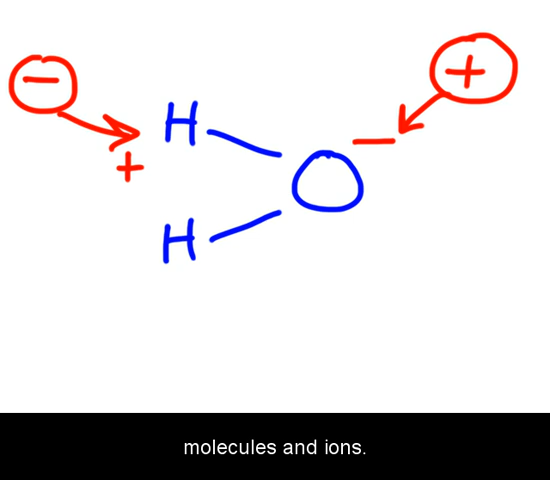 −
+
H
−
+
O
H
molecules and ions.